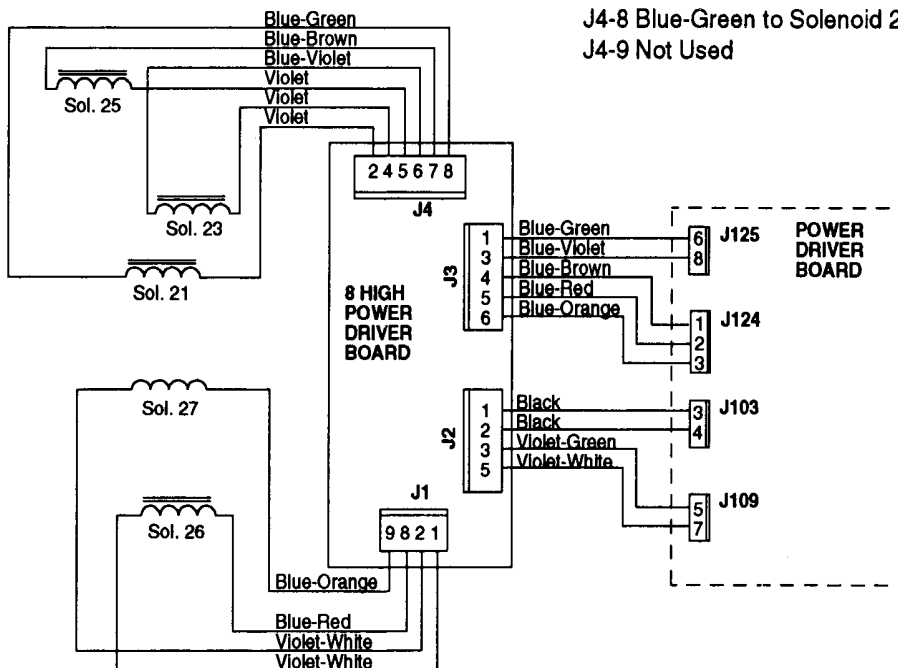 Blue-Green
Blue-Brown
Blue-Violet
Violet
Violet
Violet
J4-8 Blue-Green to Solenoid 2
J4-9 Not Used
Sol. 25
2 4 5 6 7 8
J4
Sol. 23
Sol. 21
8 HIGH
POWER
DRIVER
BOARD
J3
1
3
4
5
6
Blue-Green
Blue-Violet
Blue-Brown
Blue-Red
Blue-Orange
6
8
J125
POWER
DRIVER
BOARD
1
2
3
J124
J2
1
2
3
5
Black
Black
Violet-Green
Violet-White
3
4
J103
5
7
J109
Sol. 27
Sol. 26
J1
9 8 2 1
Blue-Orange
Blue-Red
Violet-White
Violet-White